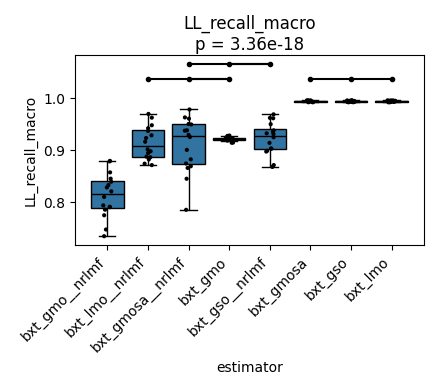 LL_recall_macro
p = 3.36e-18
LL_recall_macro
1.0
0.9
0.8
bxt_gmo__nrlmf
bxt_lmo__nrlmf
bxt_gmosa__nrlmf
bxt_gmo
bxt_gso__nrlmf
bxt_gmosa
bxt_gso
bxt_lmo
estimator